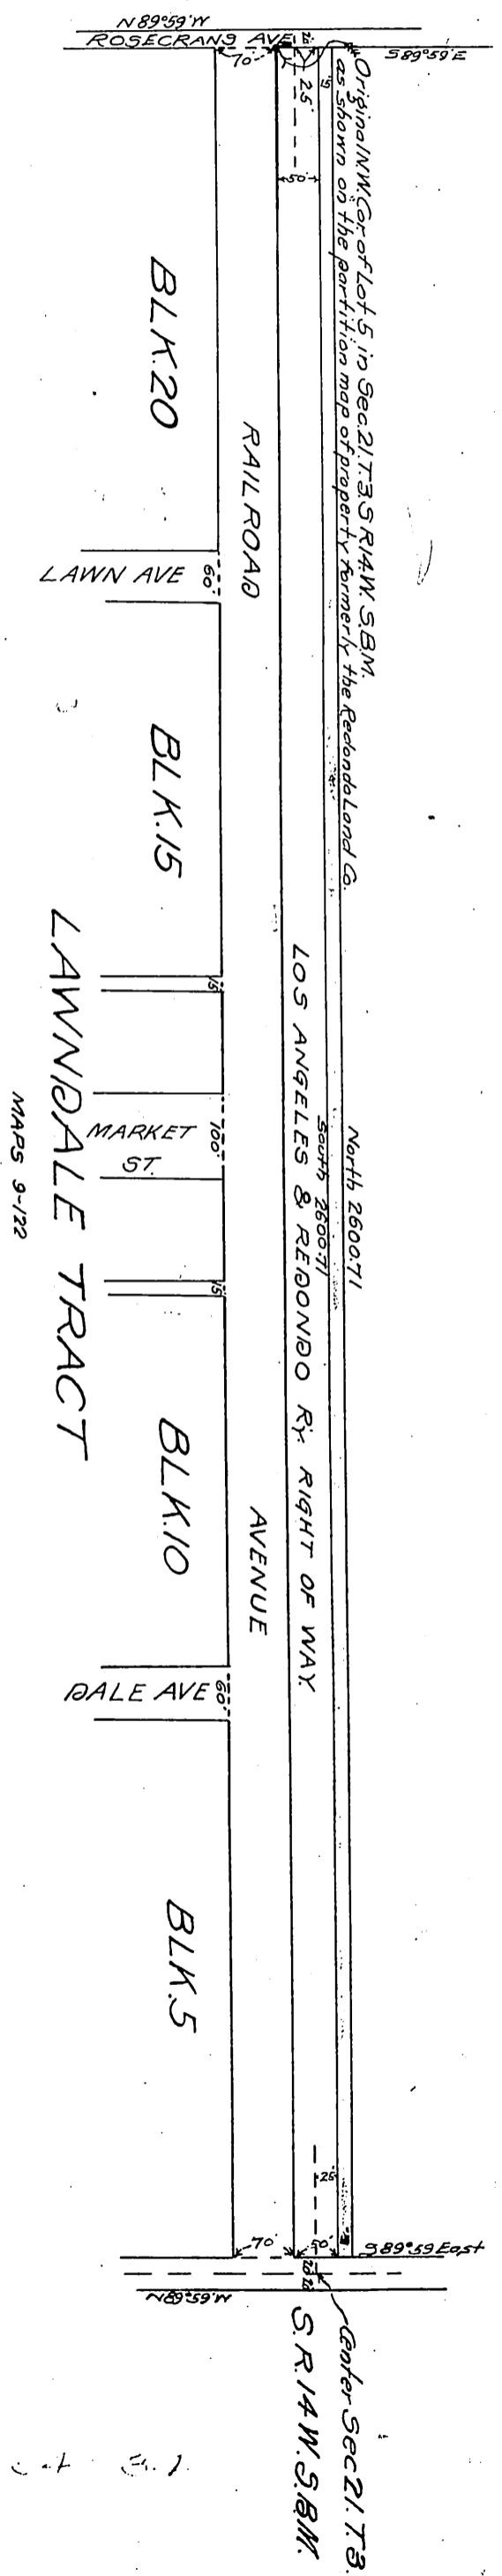 N89°59'W
ROSECRANS AVE
S89°59'E
70'
25'
15'
50'
Original N.W. Cor. of Lot 5 in Sec. 21. T.3.S R.14.W. S.B.M.
as shown on the partition map of property formerly the Redondo Land Co.
BLK.20
RAILROAD
LAWN AVE
60'
BLK.15
15'
LAWNDALE TRACT
MAPS 9-122
MARKET
ST.
100'
15'
North 2600.71
South 2600.71
LOS ANGELES & REDONDO Ry. RIGHT OF WAY.
BLK.10
AVENUE
DALE AVE
60'
BLK.5
25'
70'
50'
S89°59 East
N89°59'W
Center Sec 21. T.3.
S. R.14 W. S.B.M.